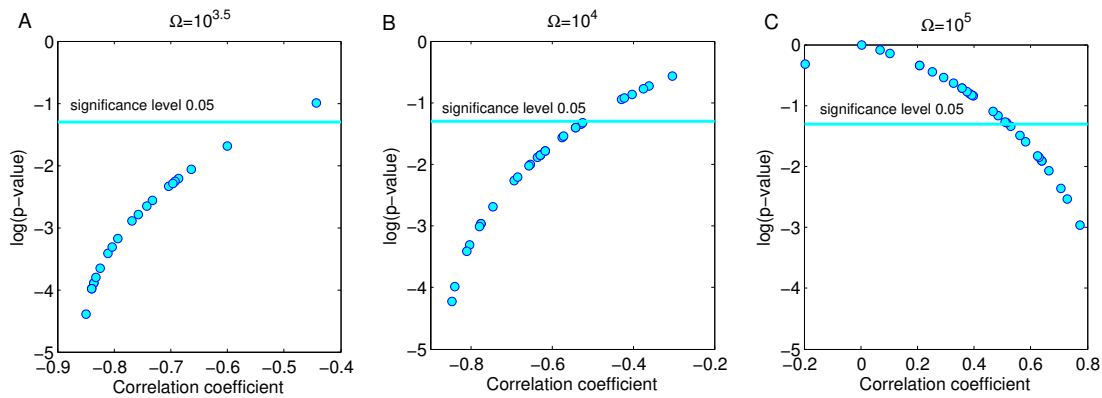 A
Ω=10^3.5
0
−1
−2
−3
−4
−5
log(p−value)
significance level 0.05
−0.9
−0.8
−0.7
−0.6
−0.5
−0.4
Correlation coefficient
B
Ω=10^4
0
−1
−2
−3
−4
−5
log(p−value)
significance level 0.05
−0.8
−0.6
−0.4
−0.2
Correlation coefficient
C
Ω=10^5
0
−1
−2
−3
−4
−5
log(p−value)
significance level 0.05
−0.2
0
0.2
0.4
0.6
0.8
Correlation coefficient